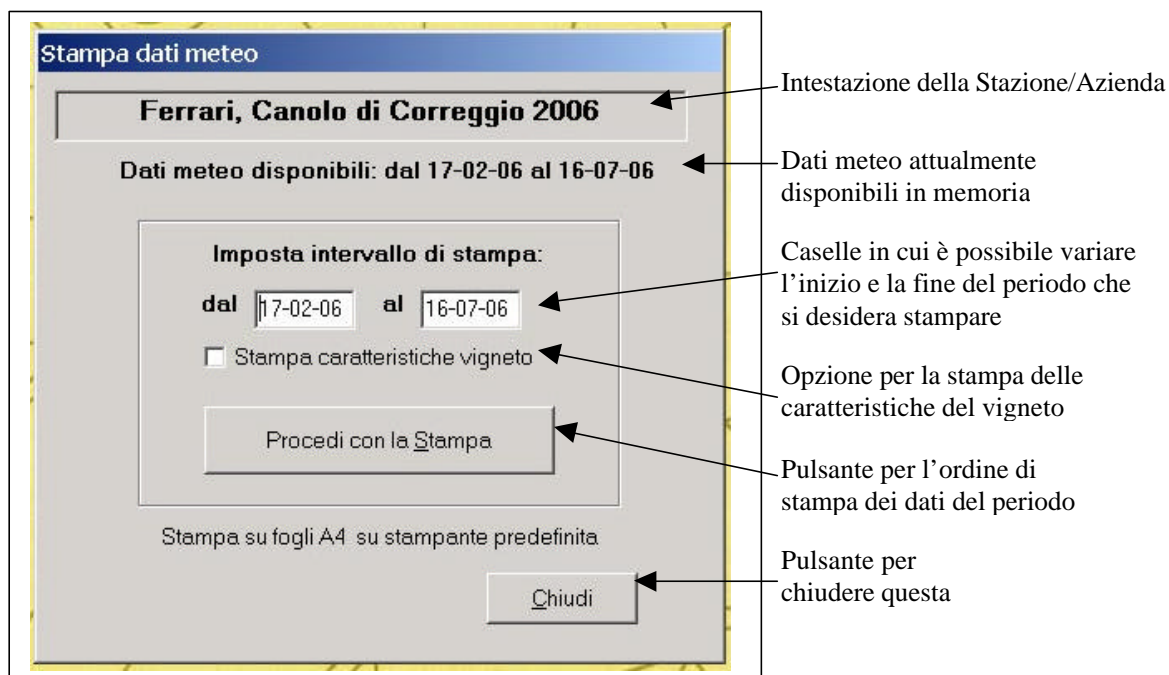 Stampa dati meteo
Ferrari, Canolo di Correggio 2006
Dati meteo disponibili: dal 17-02-06 al 16-07-06
Imposta intervallo di stampa:
dal 17-02-06 al 16-07-06
Stampa caratteristiche vigneto
Procedi con la Stampa
Stampa su fogli A4 su stampante predefinita
Chiudi
Intestazione della Stazione/Azienda
Dati meteo attualmente
disponibili in memoria
Caselle in cui è possibile variare
l’inizio e la fine del periodo che
si desidera stampare
Opzione per la stampa delle
caratteristiche del vigneto
Pulsante per l’ordine di
stampa dei dati del periodo
Pulsante per
chiudere questa